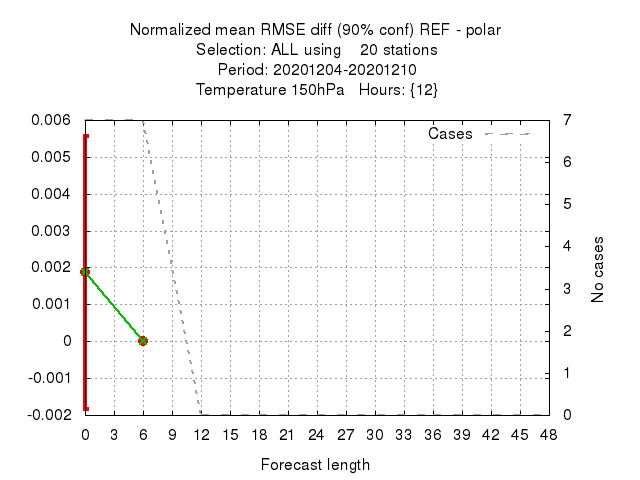 Normalized mean RMSE diff (90% conf) REF - polar
Selection: ALL using    20 stations
Period: 20201204-20201210
Temperature 150hPa   Hours: {12}
Cases
0.006
0.005
0.004
0.003
0.002
0.001
0
-0.001
-0.002
7
6
5
4
3
2
1
0
No cases
0 3 6 9 12 15 18 21 24 27 30 33 36 39 42 45 48
Forecast length